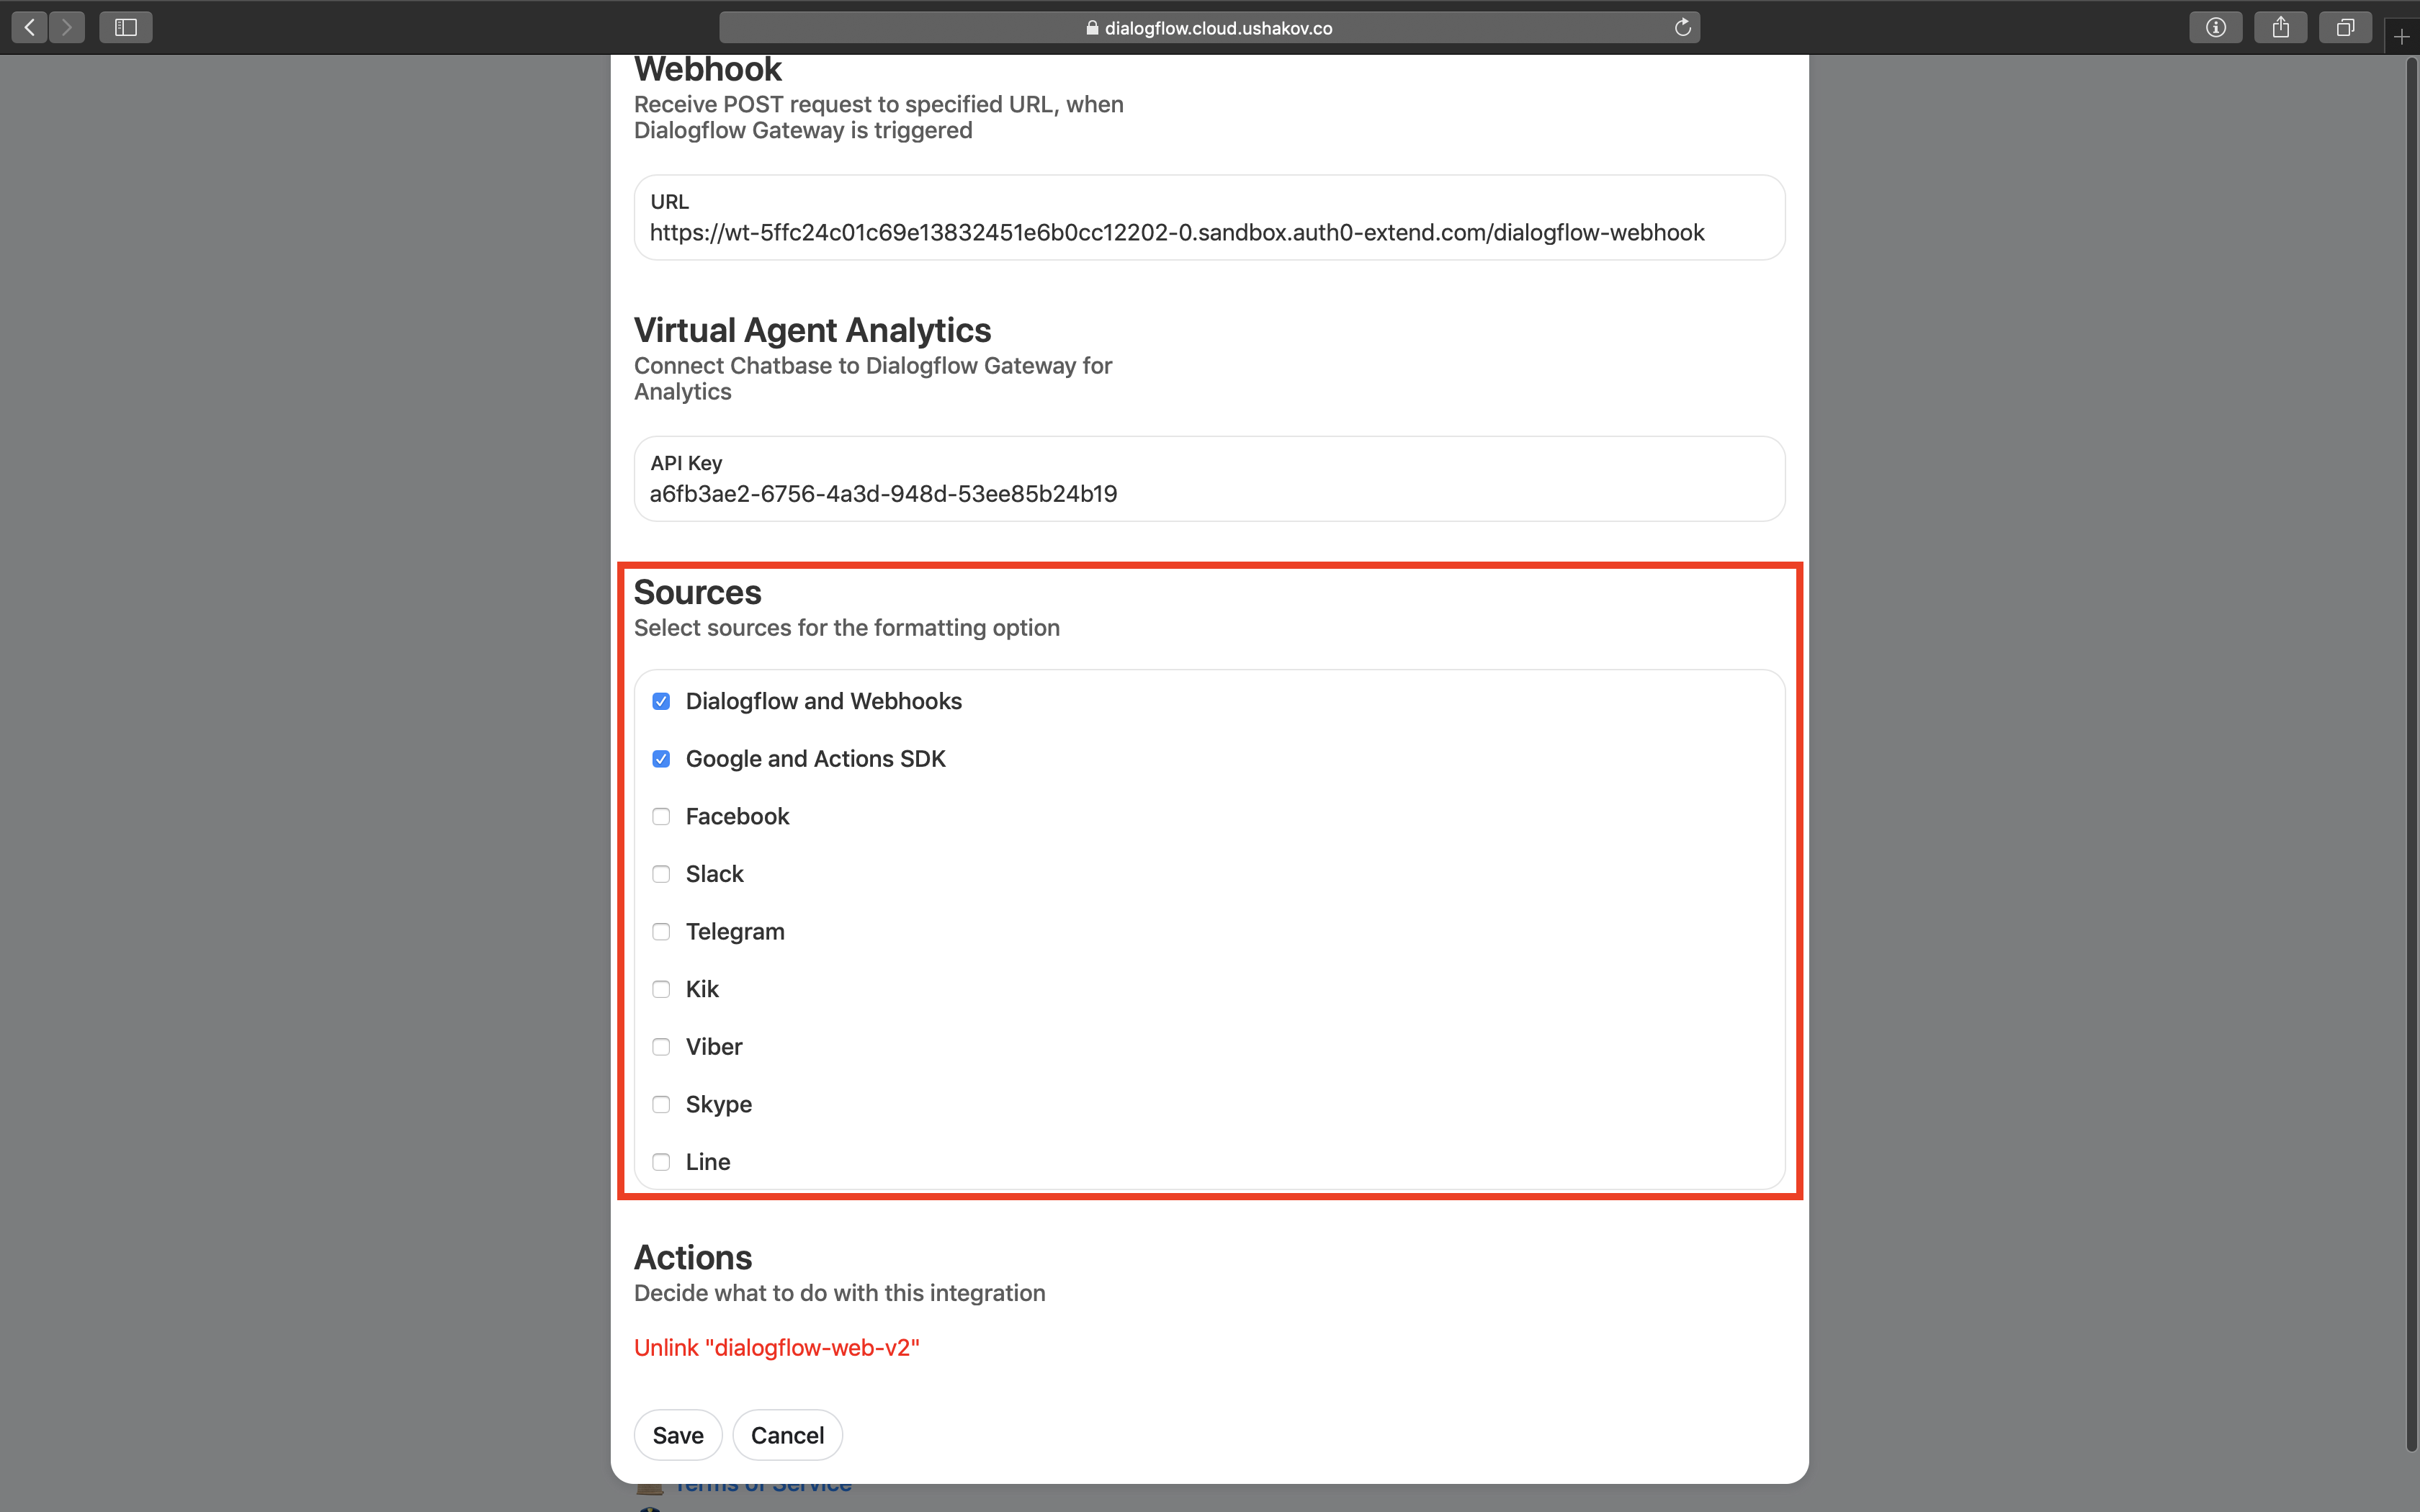 dialogflow.cloud.ushakov.co
Webhook
Receive POST request to specified URL, when
Dialogflow Gateway is triggered
URL
https://wt-5ffc24c01c69e13832451e6b0cc12202-0.sandbox.auth0-extend.com/dialogflow-webhook
Virtual Agent Analytics
Connect Chatbase to Dialogflow Gateway for
Analytics
API Key
a6fb3ae2-6756-4a3d-948d-53ee85b24b19
Sources
Select sources for the formatting option
Dialogflow and Webhooks
Google and Actions SDK
Facebook
Slack
Telegram
Kik
Viber
Skype
Line
Actions
Decide what to do with this integration
Unlink "dialogflow-web-v2"
Save Cancel
Terms of Service